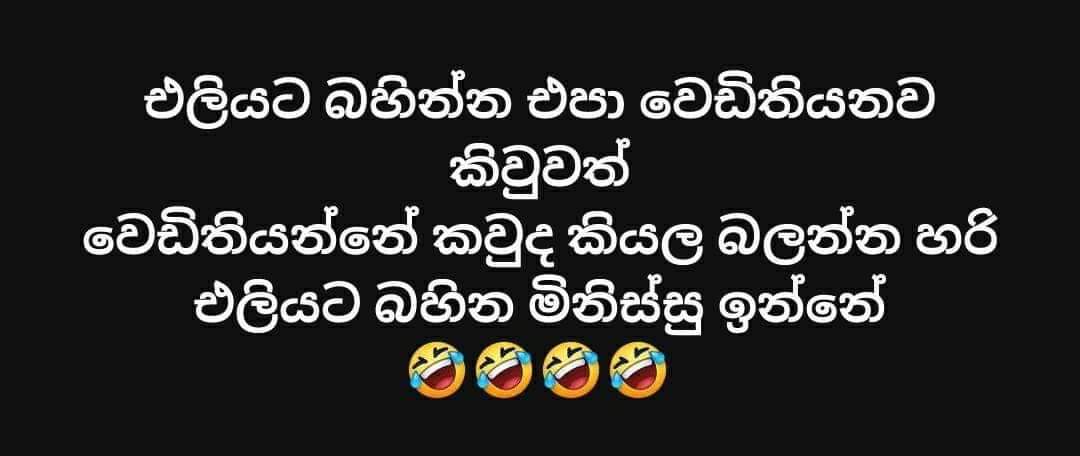 එලියට බහින්න එපා වෙඩිතියනව
කිවුවත්
වෙඩිතියන්නේ කවුද කියල බලන්න හරි
එලියට බහින මිනිස්සු ඉන්නේ
🤣🤣🤣🤣